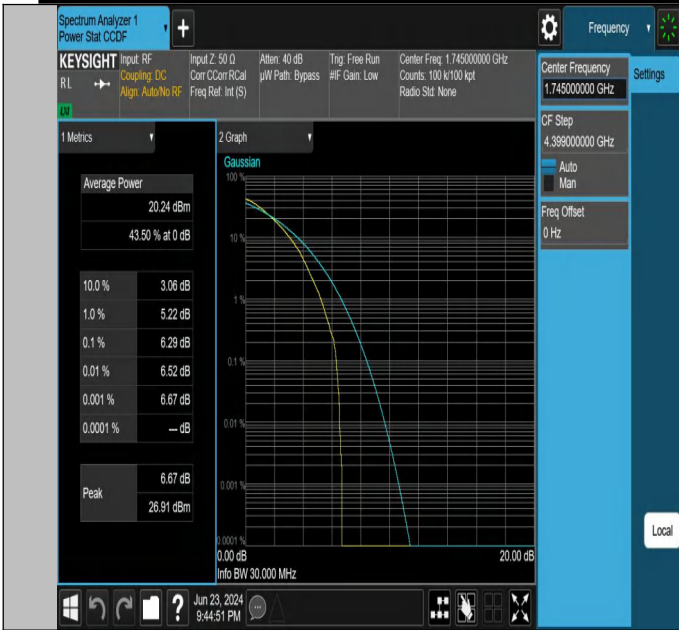 Spectrum Analyzer 1
Power Stat CCDF
+
Frequency
KEYSIGHT
RL
Input: RF
Coupling: DC
Align: Auto/No RF
Input Z: 50 Ω
Corr CCorr RCal
Freq Ref: Int (S)
Atten: 40 dB
µW Path: Bypass
Trig: Free Run
#IF Gain: Low
Center Freq: 1.745000000 GHz
Counts: 100 k/100 kpt
Radio Std: None
Center Frequency
1.745000000 GHz
Settings
CF Step
4.399000000 GHz
Auto
Man
Freq Offset
0 Hz
1 Metrics
Average Power
20.24 dBm
43.50 % at 0 dB
10.0 % 3.06 dB
1.0 % 5.22 dB
0.1 % 6.29 dB
0.01 % 6.52 dB
0.001 % 6.67 dB
0.0001 % --- dB
Peak
6.67 dB
26.91 dBm
2 Graph
Gaussian
100 %
10 %
1 %
0.1 %
0.01 %
0.001 %
0.0001 %
0.00 dB 20.00 dB
Info BW 30.000 MHz
Local
?
Jun 23, 2024
9:44:51 PM